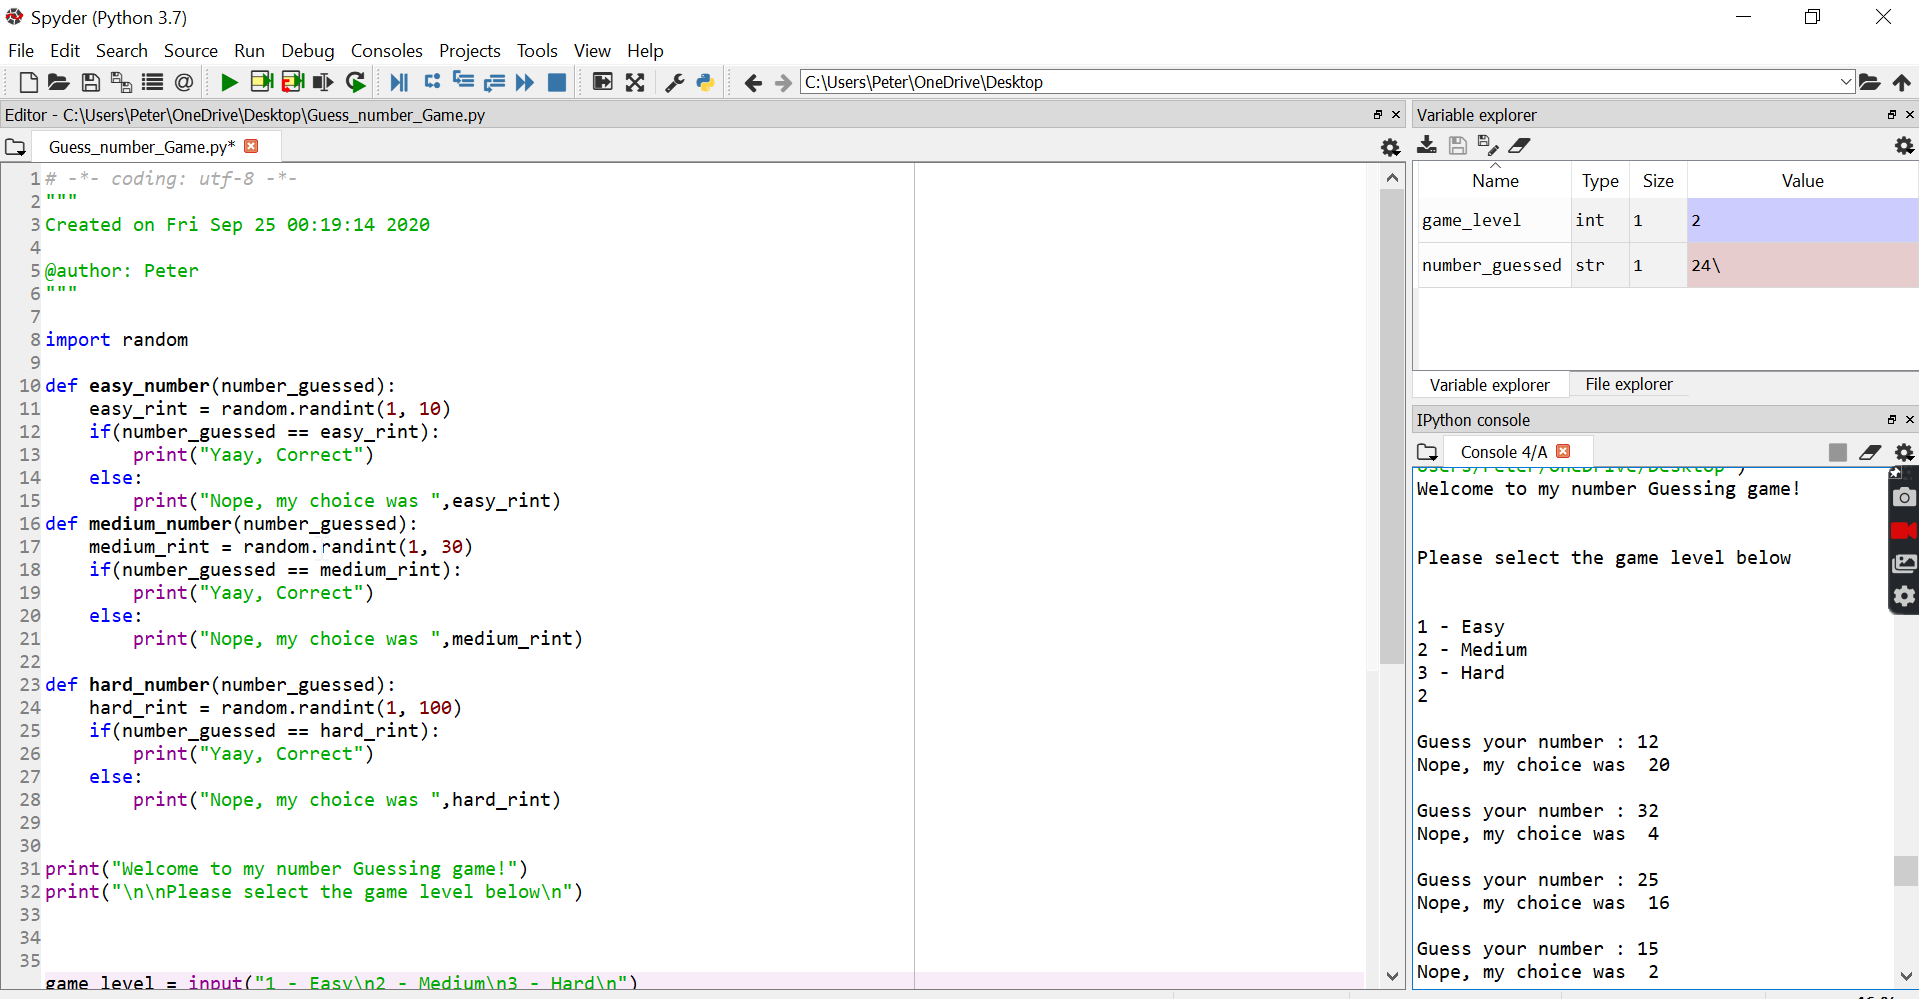 Spyder (Python 3.7)
File Edit Search Source Run Debug Consoles Projects Tools View Help
C:\Users\Peter\OneDrive\Desktop
Editor - C:\Users\Peter\OneDrive\Desktop\Guess_number_Game.py
Guess_number_Game.py*
1 # -*- coding: utf-8 -*-
2 """
3 Created on Fri Sep 25 00:19:14 2020
4
5 @author: Peter
6 """
7
8 import random
9
10 def easy_number(number_guessed):
11     easy_rint = random.randint(1, 10)
12     if(number_guessed == easy_rint):
13         print("Yaay, Correct")
14     else:
15         print("Nope, my choice was ",easy_rint)
16 def medium_number(number_guessed):
17     medium_rint = random.randint(1, 30)
18     if(number_guessed == medium_rint):
19         print("Yaay, Correct")
20     else:
21         print("Nope, my choice was ",medium_rint)
22
23 def hard_number(number_guessed):
24     hard_rint = random.randint(1, 100)
25     if(number_guessed == hard_rint):
26         print("Yaay, Correct")
27     else:
28         print("Nope, my choice was ",hard_rint)
29
30
31 print("Welcome to my number Guessing game!")
32 print("\n\nPlease select the game level below\n")
33
34
35
game_level = input("1 - Easy\n2 - Medium\n3 - Hard\n")
Variable explorer
Name Type Size Value
game_level int 1 2
number_guessed str 1 24\
Variable explorer File explorer
IPython console
Console 4/A
Users/Peter/OneDrive/Desktop')
Welcome to my number Guessing game!
Please select the game level below
1 - Easy
2 - Medium
3 - Hard
2
Guess your number : 12
Nope, my choice was  20
Guess your number : 32
Nope, my choice was  4
Guess your number : 25
Nope, my choice was  16
Guess your number : 15
Nope, my choice was  2